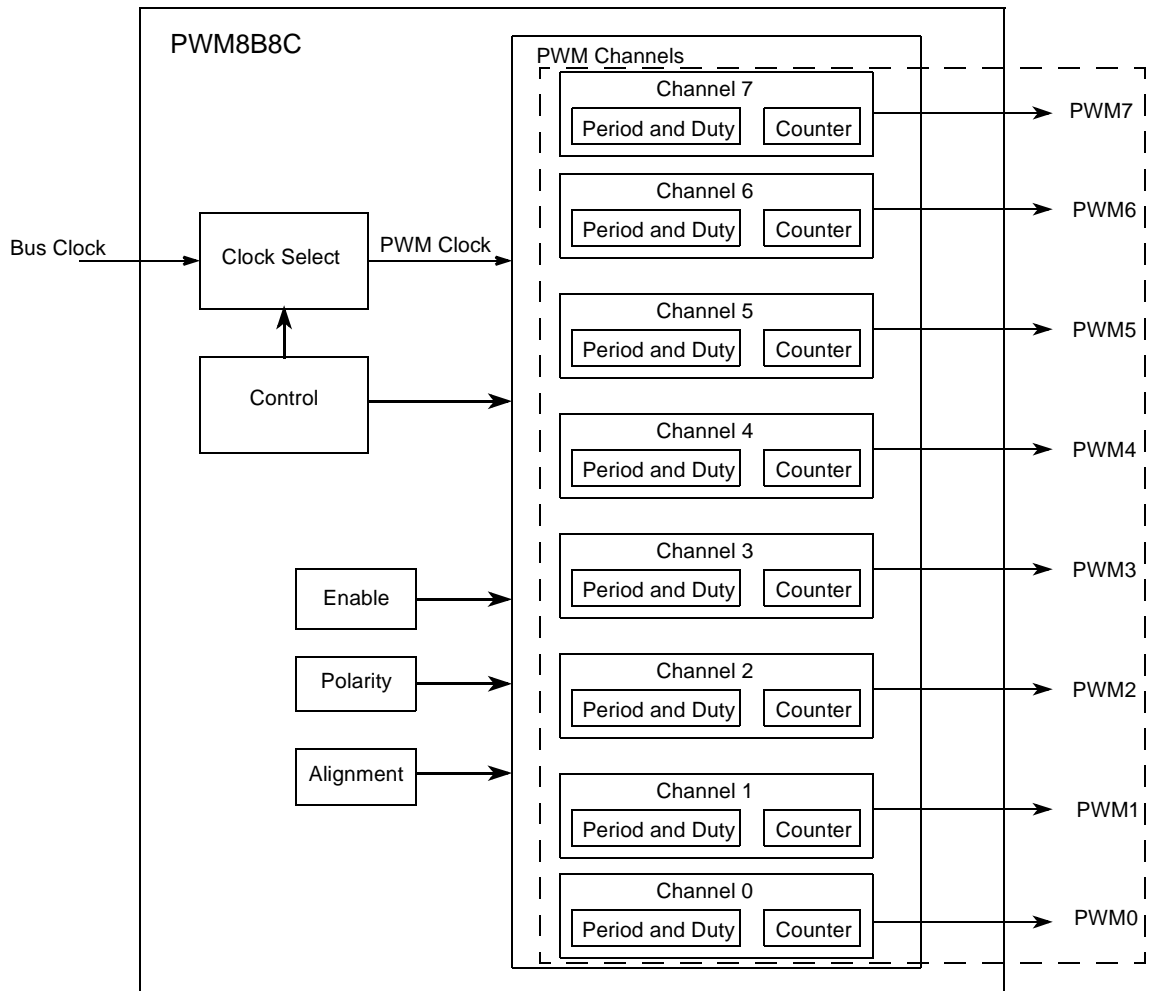 PWM8B8C
PWM Channels
Channel 7
Period and Duty Counter
PWM7
Channel 6
Period and Duty Counter
PWM6
Bus Clock
Clock Select
PWM Clock
Channel 5
Period and Duty Counter
PWM5
Control
Channel 4
Period and Duty Counter
PWM4
Channel 3
Period and Duty Counter
PWM3
Enable
Polarity
Channel 2
Period and Duty Counter
PWM2
Alignment
Channel 1
Period and Duty Counter
PWM1
Channel 0
Period and Duty Counter
PWM0